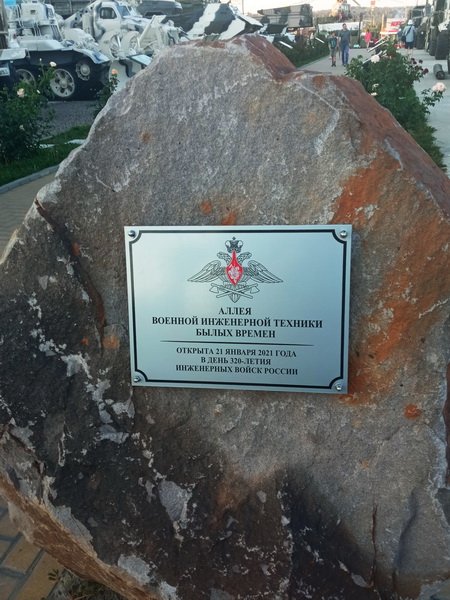 АЛЛЕЯ
ВОЕННОЙ ИНЖЕНЕРНОЙ ТЕХНИКИ
БЫЛЫХ ВРЕМЕН
ОТКРЫТА 21 ЯНВАРЯ 2021 ГОДА
В ДЕНЬ 320-ЛЕТИЯ
ИНЖЕНЕРНЫХ ВОЙСК РОССИИ